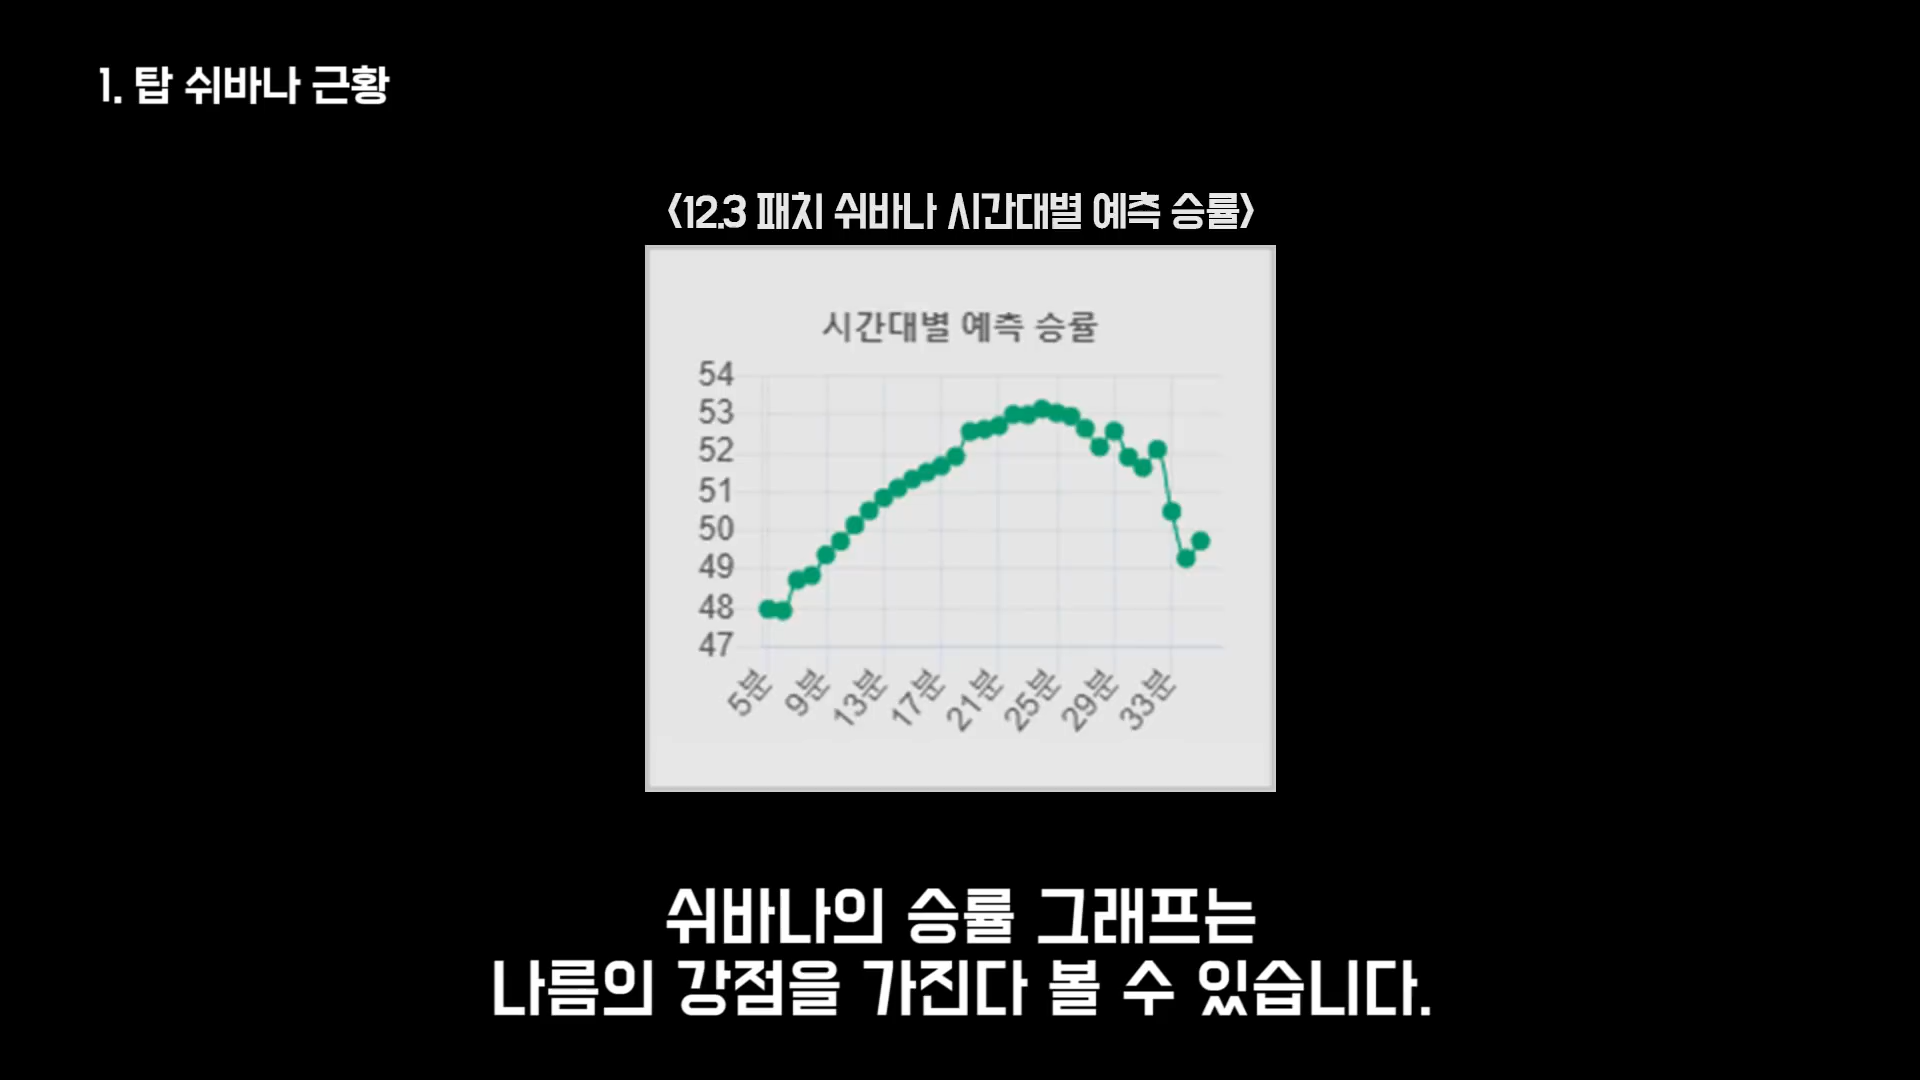 1. 탑 쉬바나 근황
<12.3 패치 쉬바나 시간대별 예측 승률>
시간대별 예측 승률
54
53
52
51
50
49
48
47
5분 9분 13분 17분 21분 25분 29분 33분
쉬바나의 승률 그래프는
나름의 강점을 가진다 볼 수 있습니다.